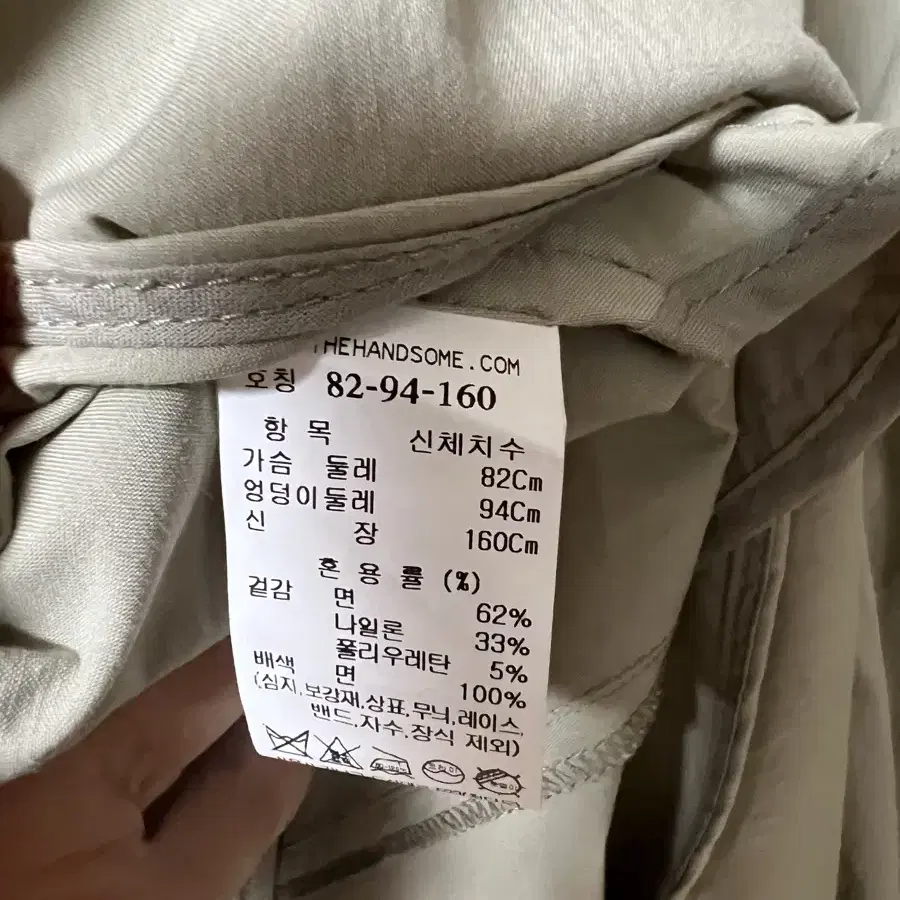 THEHANDSOME.COM
호칭 82-94-160
항 목 신체치수
가슴 둘레 82Cm
엉덩이둘레 94Cm
신 장 160Cm
혼 용 률 (%)
겉감 면 62%
나일론 33%
폴리우레탄 5%
배색 면 100%
(심지,보강재,상표,무늬,레이스,
밴드,자수,장식 제외)